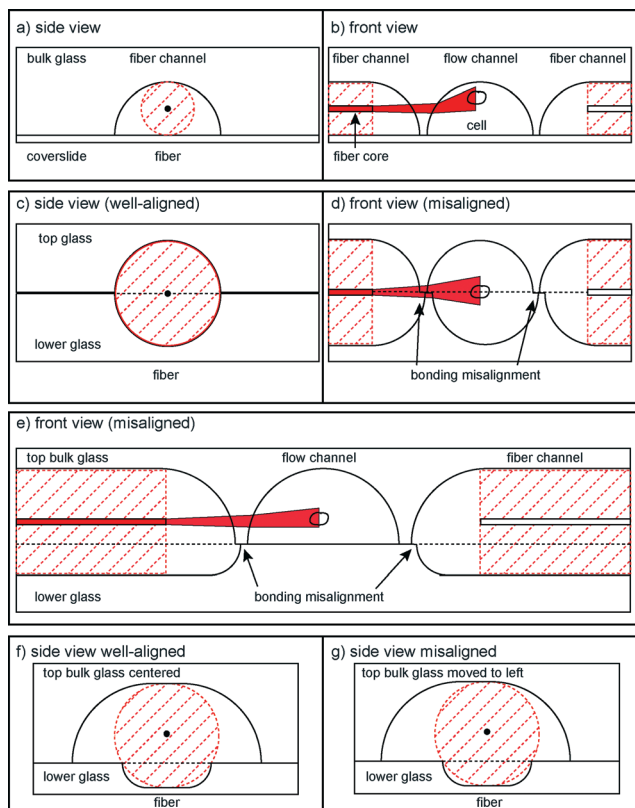 a) side view
bulk glass fiber channel
coverslide fiber
b) front view
fiber channel flow channel fiber channel
cell
fiber core
c) side view (well-aligned)
top glass
lower glass
fiber
d) front view (misaligned)
bonding misalignment
e) front view (misaligned)
top bulk glass flow channel fiber channel
bonding misalignment
lower glass
f) side view well-aligned
top bulk glass centered
lower glass
fiber
g) side view misaligned
top bulk glass moved to left
lower glass
fiber